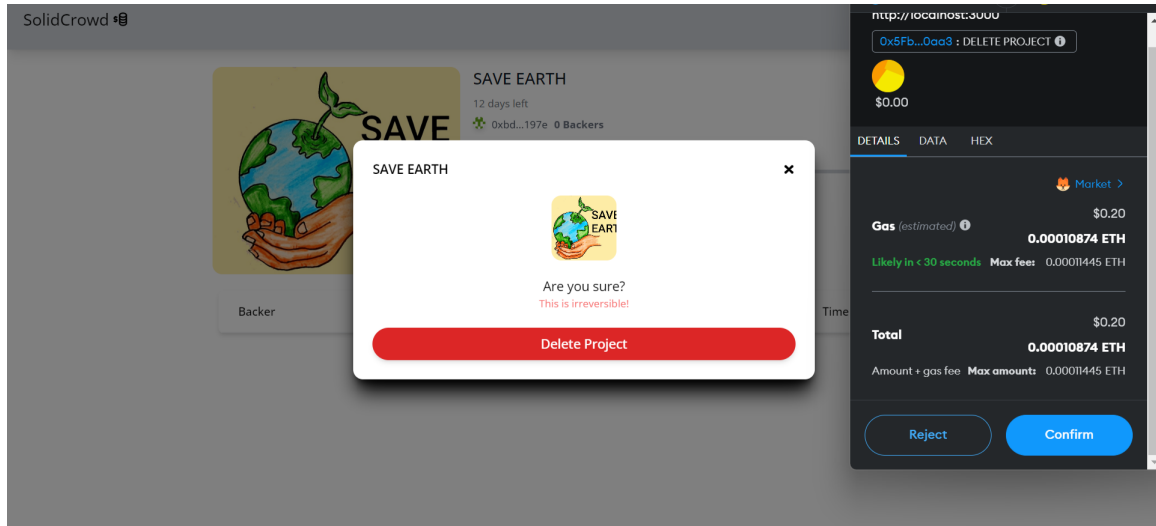 SolidCrowd
SAVE EARTH
12 days left
0xbd...197e 0 Backers
SAVE
Backer
Time
SAVE EARTH
×
SAVE
EART
Are you sure?
This is irreversible!
Delete Project
http://localhost:3000
0x5Fb...0aa3 : DELETE PROJECT
$0.00
DETAILS DATA HEX
Market >
$0.20
Gas (estimated)
0.00010874 ETH
Likely in < 30 seconds Max fee: 0.00011445 ETH
$0.20
Total
0.00010874 ETH
Amount + gas fee Max amount: 0.00011445 ETH
Reject Confirm